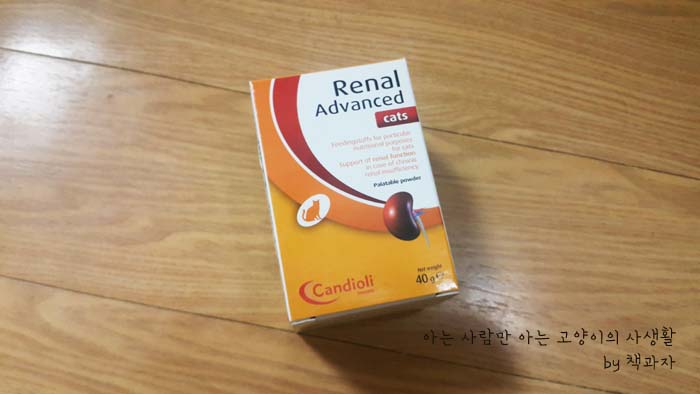 Renal
Advanced
cats
Feedingstuffs for particular
nutritional purposes
for cats.
Support of renal function
in case of chronic
renal insufficiency
Palatable powder
Net weight
40 g
Candioli
아는 사람만 아는 고양이의 사생활
by 책과자